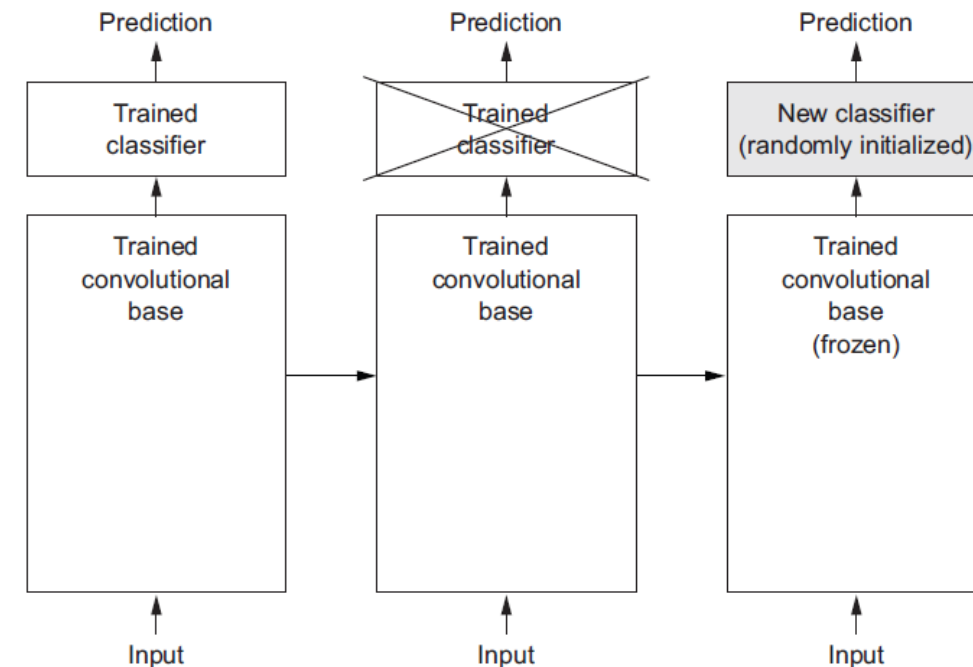 Prediction
Trained
classifier
Trained
convolutional
base
Input
Prediction
Trained
classifier
Trained
convolutional
base
Input
Prediction
New classifier
(randomly initialized)
Trained
convolutional
base
(frozen)
Input